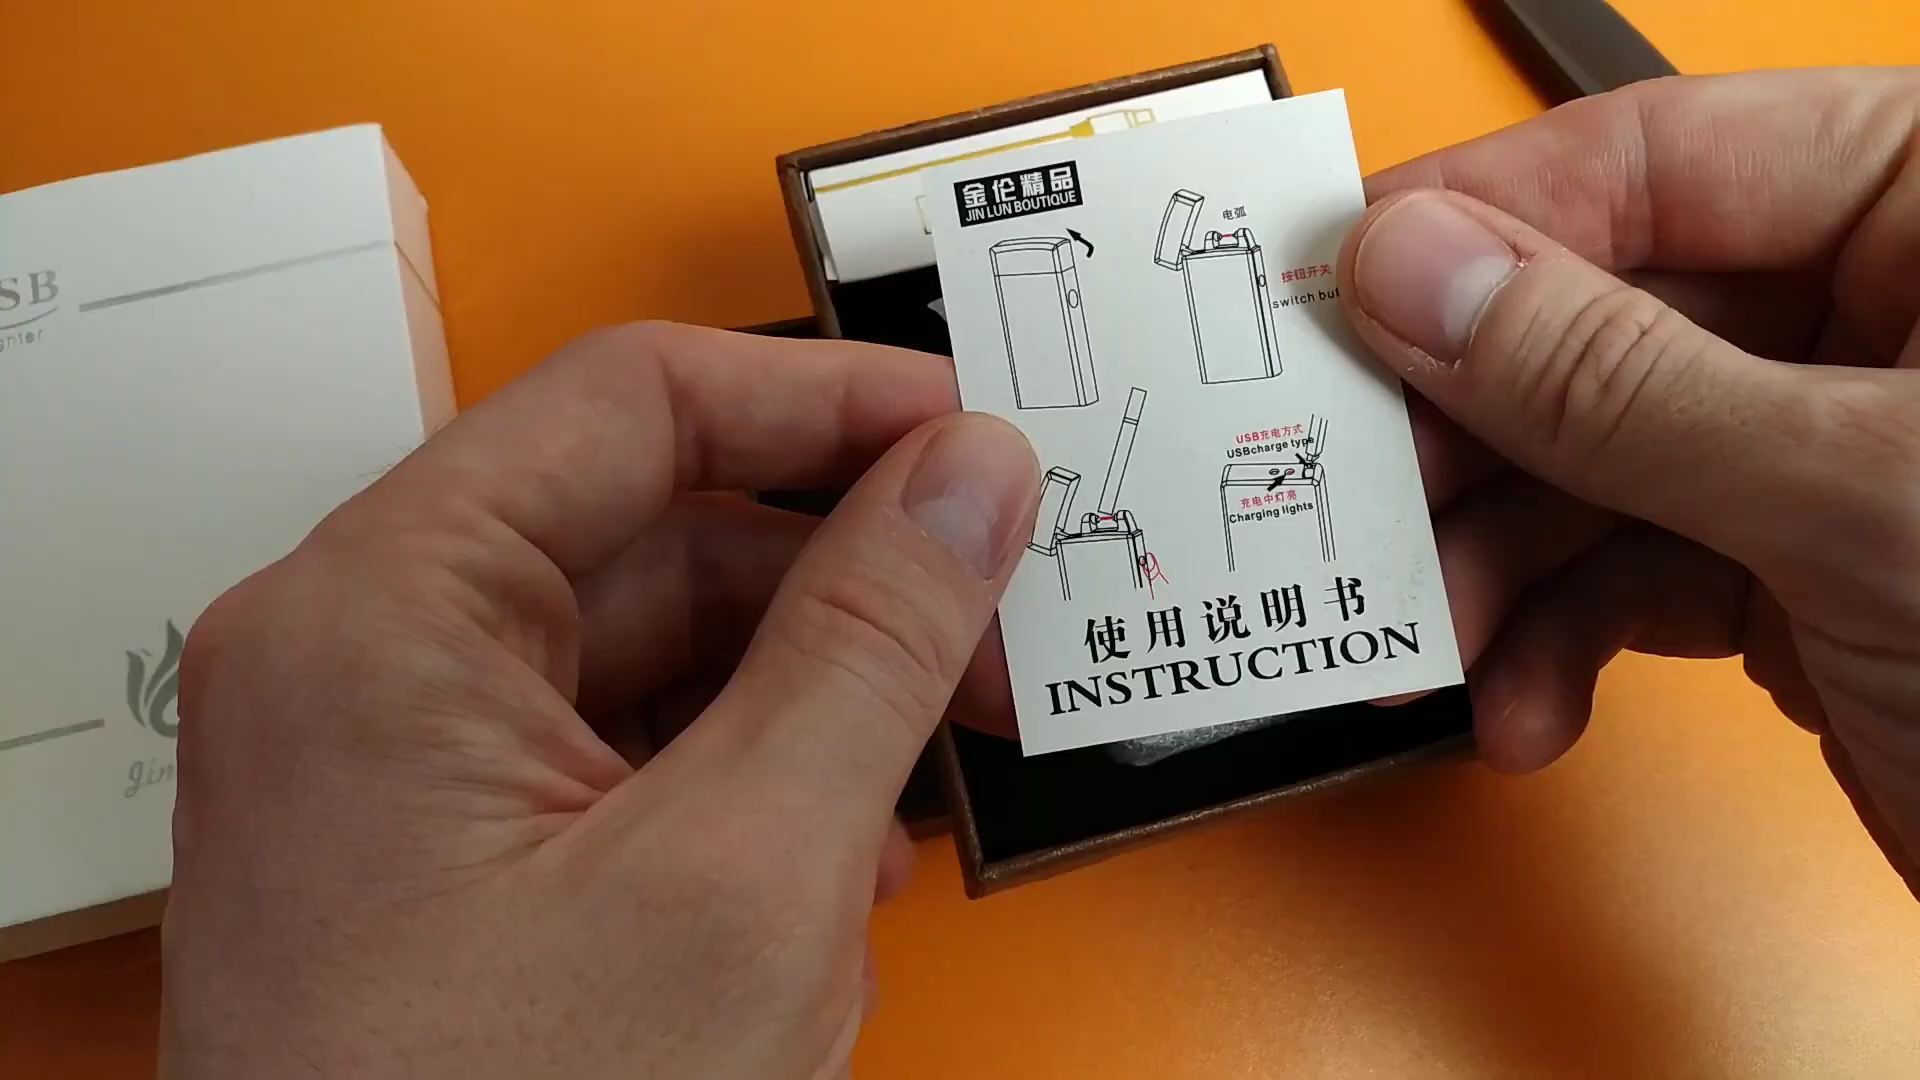 SB
金伦精品
JIN LUN BOUTIQUE
电弧
按钮开关
switch but
USB充电方式
USBcharge type
充电中灯亮
Charging lights
使用说明书
INSTRUCTION